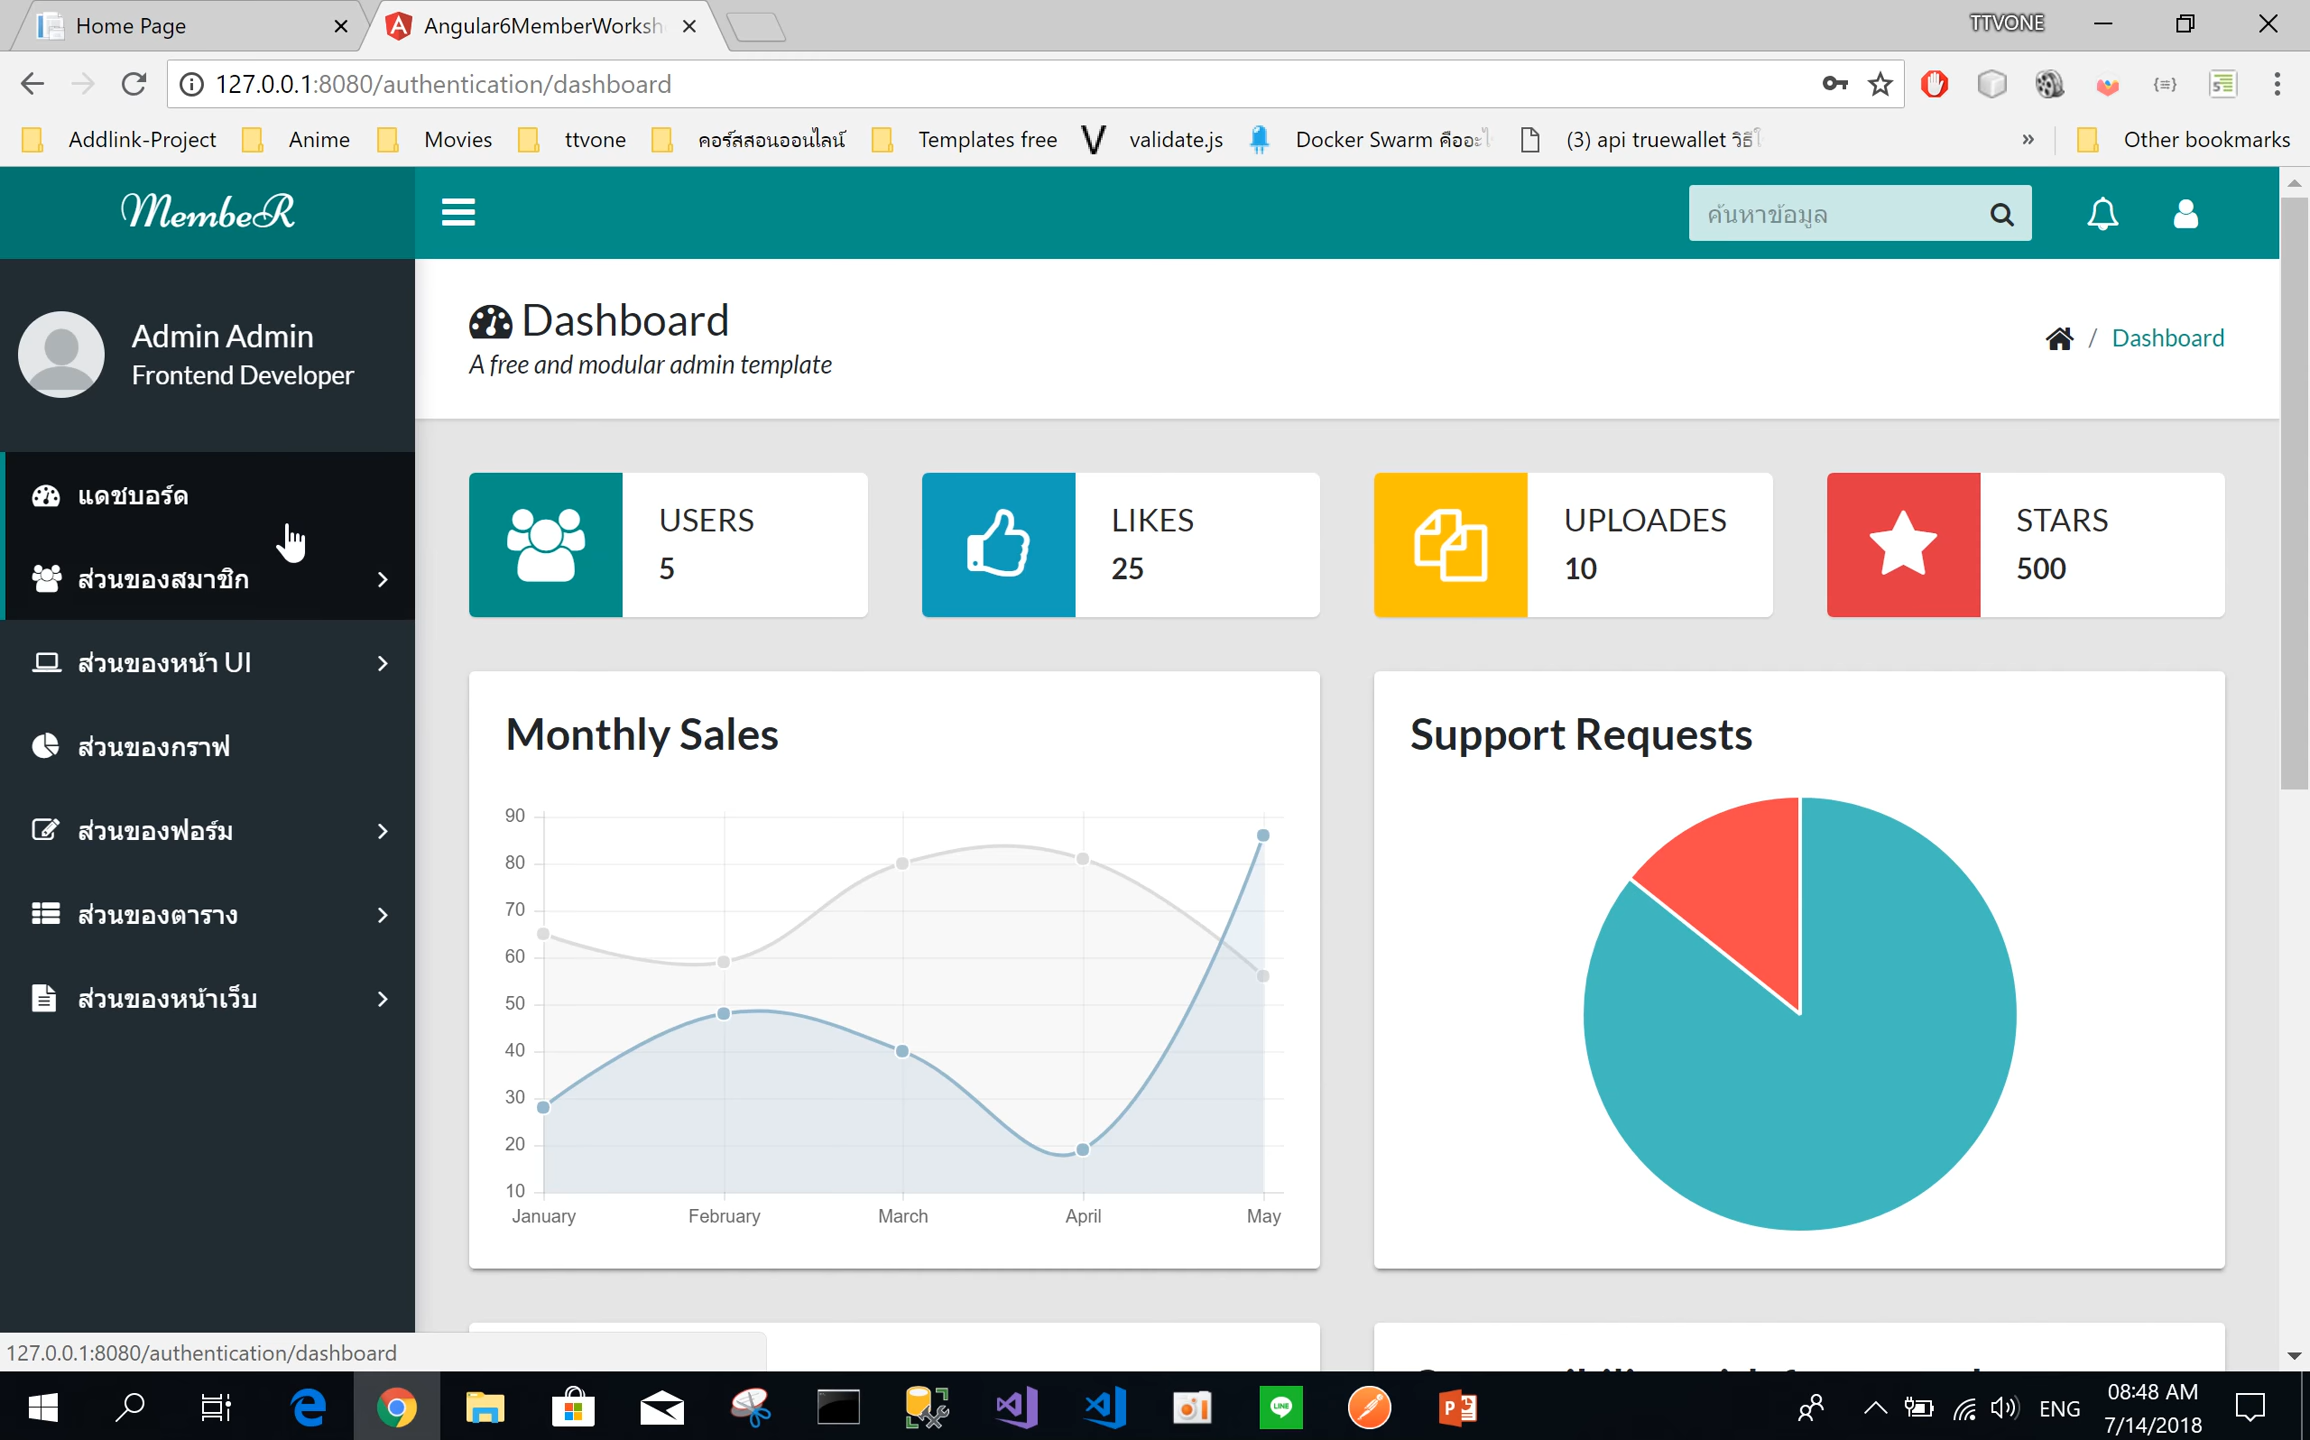 Home Page
Angular6MemberWorksh
TTVONE
127.0.0.1:8080/authentication/dashboard
Addlink-Project
Anime
Movies
ttvone
คอร์สสอนออนไลน์
Templates free
validate.js
Docker Swarm คืออะไ
(3) api truewallet วิธีใ
»
Other bookmarks
MembeR
ค้นหาข้อมูล
Admin Admin
Frontend Developer
Dashboard
A free and modular admin template
/ Dashboard
แดชบอร์ด
ส่วนของสมาชิก
ส่วนของหน้า UI
ส่วนของกราฟ
ส่วนของฟอร์ม
ส่วนของตาราง
ส่วนของหน้าเว็บ
USERS
5
LIKES
25
UPLOADES
10
STARS
500
Monthly Sales
90
80
70
60
50
40
30
20
10
January
February
March
April
May
Support Requests
127.0.0.1:8080/authentication/dashboard
LINE
ENG
08:48 AM
7/14/2018